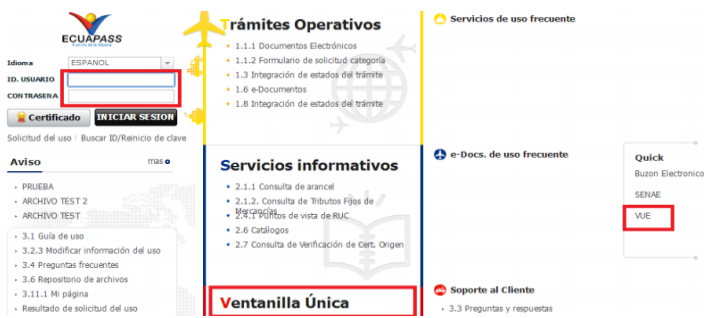 ECUAPASS
Idioma
ESPANOL
ID. USUARIO
CONTRASENA
Certificado
INICIAR SESION
Solicitud del uso
Buscar ID/Reinicio de clave
Aviso
mas
PRUEBA
ARCHIVO TEST 2
ARCHIVO TEST
3.1 Guía de uso
3.2.3 Modificar información del uso
3.4 Preguntas frecuentes
3.6 Repositorio de archivos
3.11.1 Mi página
Resultado de solicitud del uso
Trámites Operativos
1.1.1 Documentos Electrónicos
1.1.2 Formulario de solicitud categoría
1.3 Integración de estados del trámite
1.6 e-Documentos
1.8 Integración de estados del trámite
Servicios informativos
2.1.1 Consulta de arancel
2.1.2. Consulta de Tributos Fijos de
Mercancías
2.4.1 Puntos de vista de RUC
2.6 Catálogos
2.7 Consulta de Verificación de Cert. Origen
Ventanilla Única
Servicios de uso frecuente
e-Docs. de uso frecuente
Soporte al Cliente
3.3 Preguntas y respuestas
Quick
Buzon Electronico
SENAE
VUE